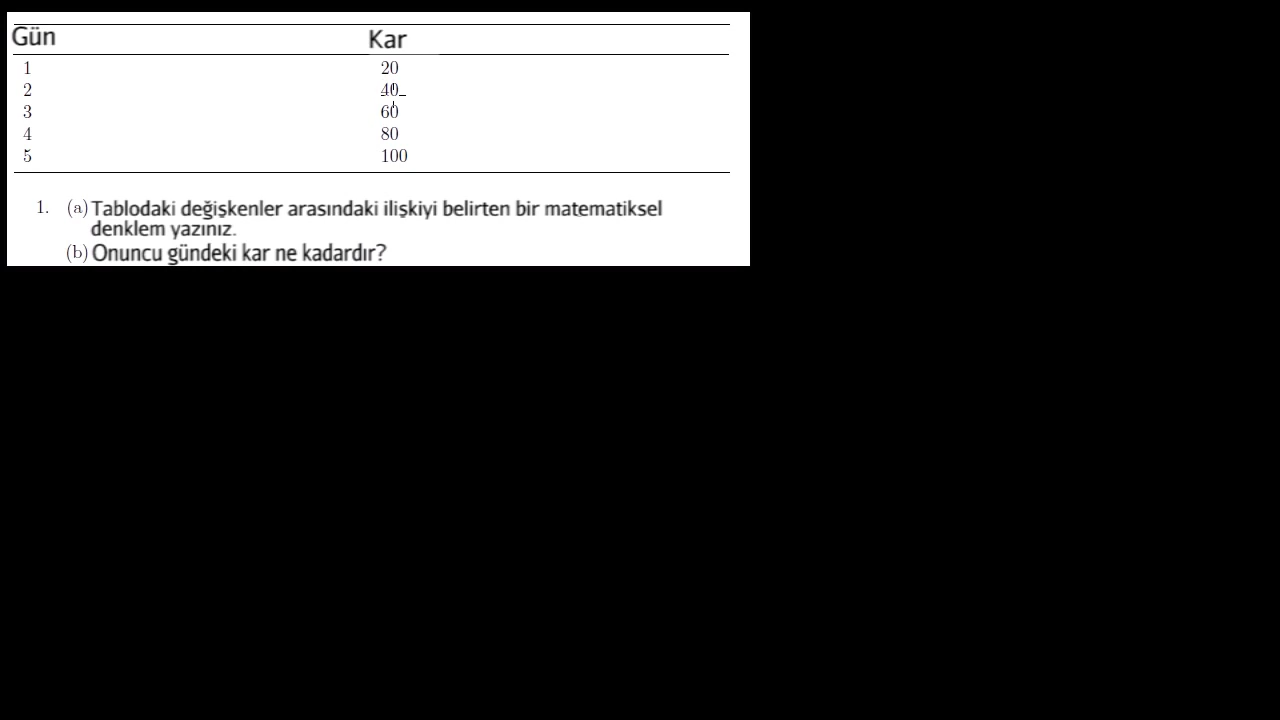 Gün Kar
1 20
2 40
3 60
4 80
5 100
1. (a) Tablodaki değişkenler arasındaki ilişkiyi belirten bir matematiksel
denklem yazınız.
(b) Onuncu gündeki kar ne kadardır?